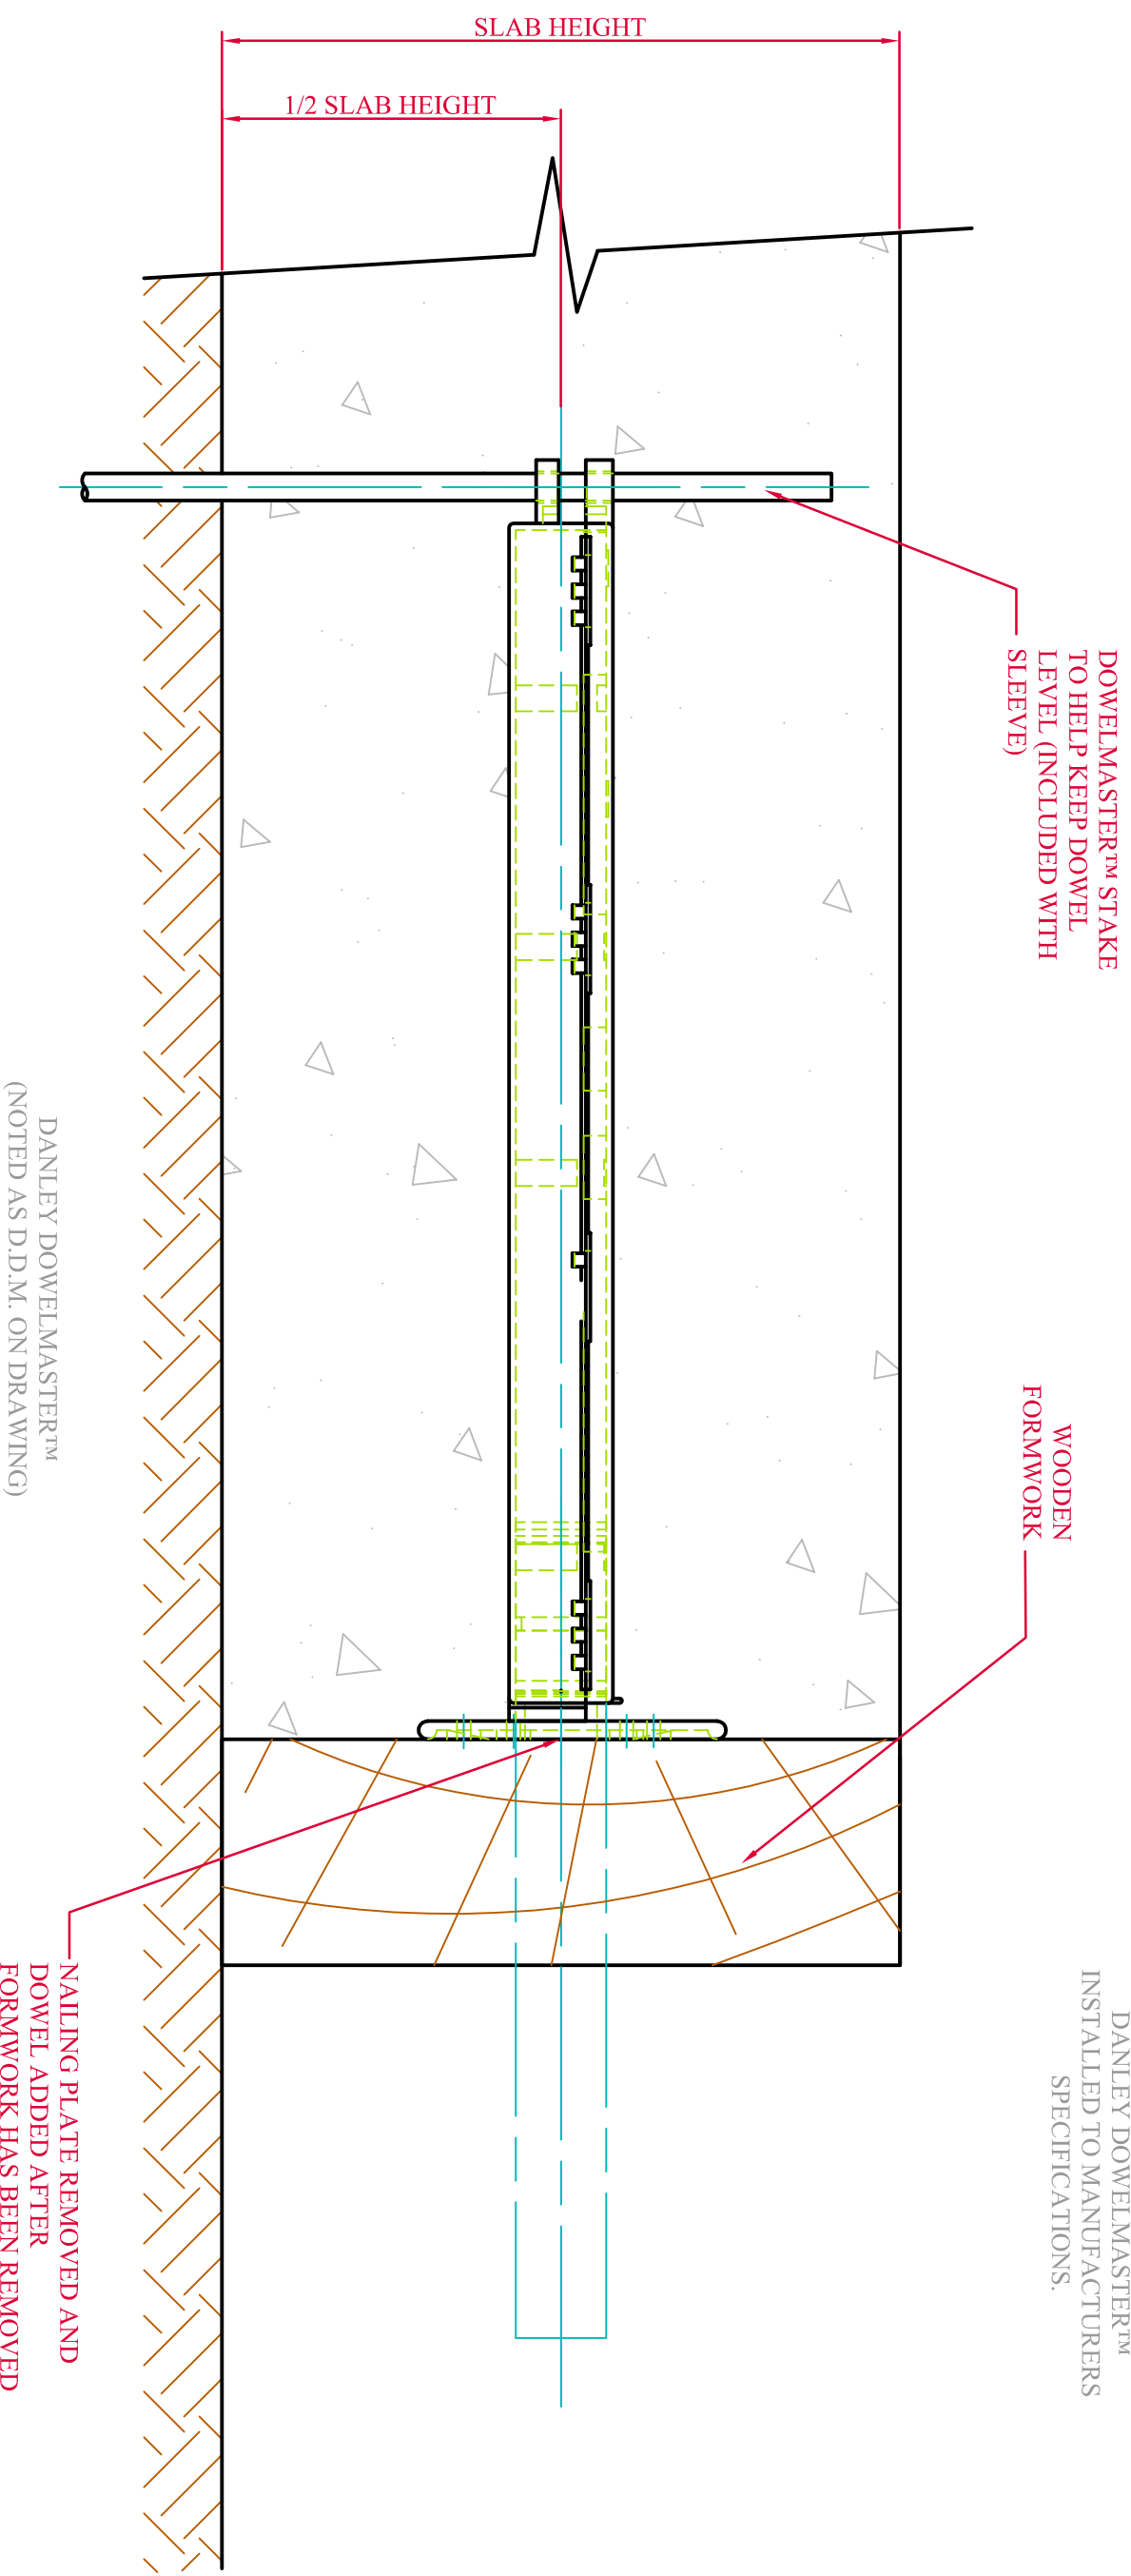 SLAB HEIGHT
1/2 SLAB HEIGHT
DOWELMASTER™ STAKE
TO HELP KEEP DOWEL
LEVEL (INCLUDED WITH
SLEEVE)
WOODEN
FORMWORK
DANLEY DOWELMASTER™
INSTALLED TO MANUFACTURERS
SPECIFICATIONS.
DANLEY DOWELMASTER™
(NOTED AS D.D.M. ON DRAWING)
NAILING PLATE REMOVED AND
DOWEL ADDED AFTER
FORMWORK HAS BEEN REMOVED